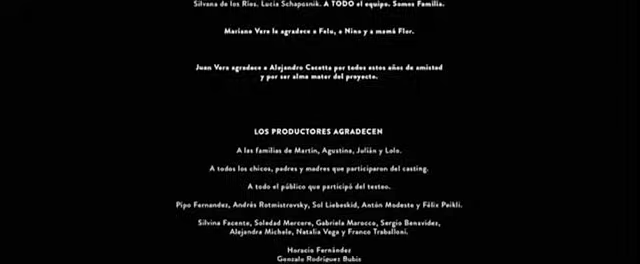 Silvana de los Ríos. Lucía Schaposnik. A TODO el equipo. Somos Familia.
Mariano Vera le agradece a Felu, a Nino y a mamá Flor.
Juan Vera agradece a Alejandro Cacetta por todos estos años de amistad
y por ser alma mater del proyecto.
LOS PRODUCTORES AGRADECEN
A las familias de Martín, Agustina, Julián y Lolo.
A todos los chicos, padres y madres que participaron del casting.
A todo el público que participó del testeo.
Pipo Fernandez, Andrés Rotmistrovsky, Sol Liebeskid, Antón Modeste y Félix Peikli.
Silvina Facente, Soledad Mercere, Gabriela Marocco, Sergio Benavides,
Alejandra Michele, Natalia Vega y Franco Traballoni.
Horacio Fernández
Gonzalo Rodríguez Bubis